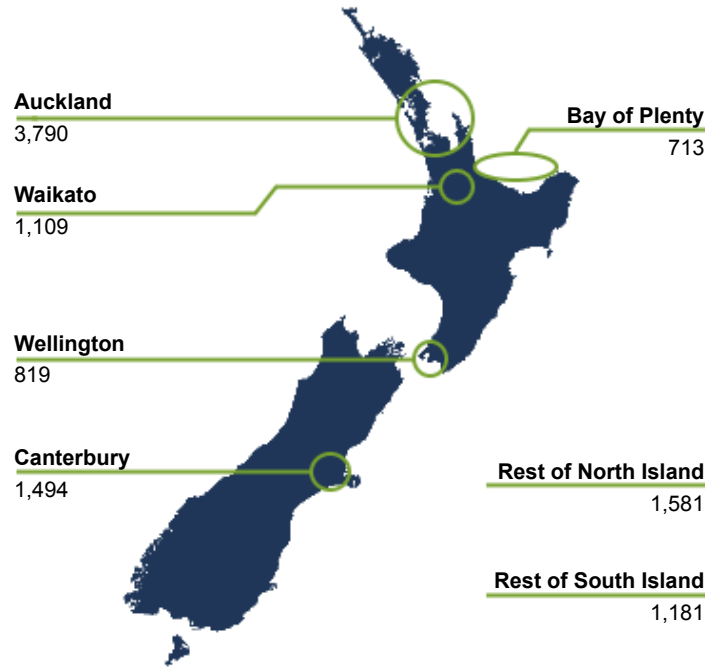 Auckland
3,790
Bay of Plenty
713
Waikato
1,109
Wellington
819
Canterbury
1,494
Rest of North Island
1,581
Rest of South Island
1,181